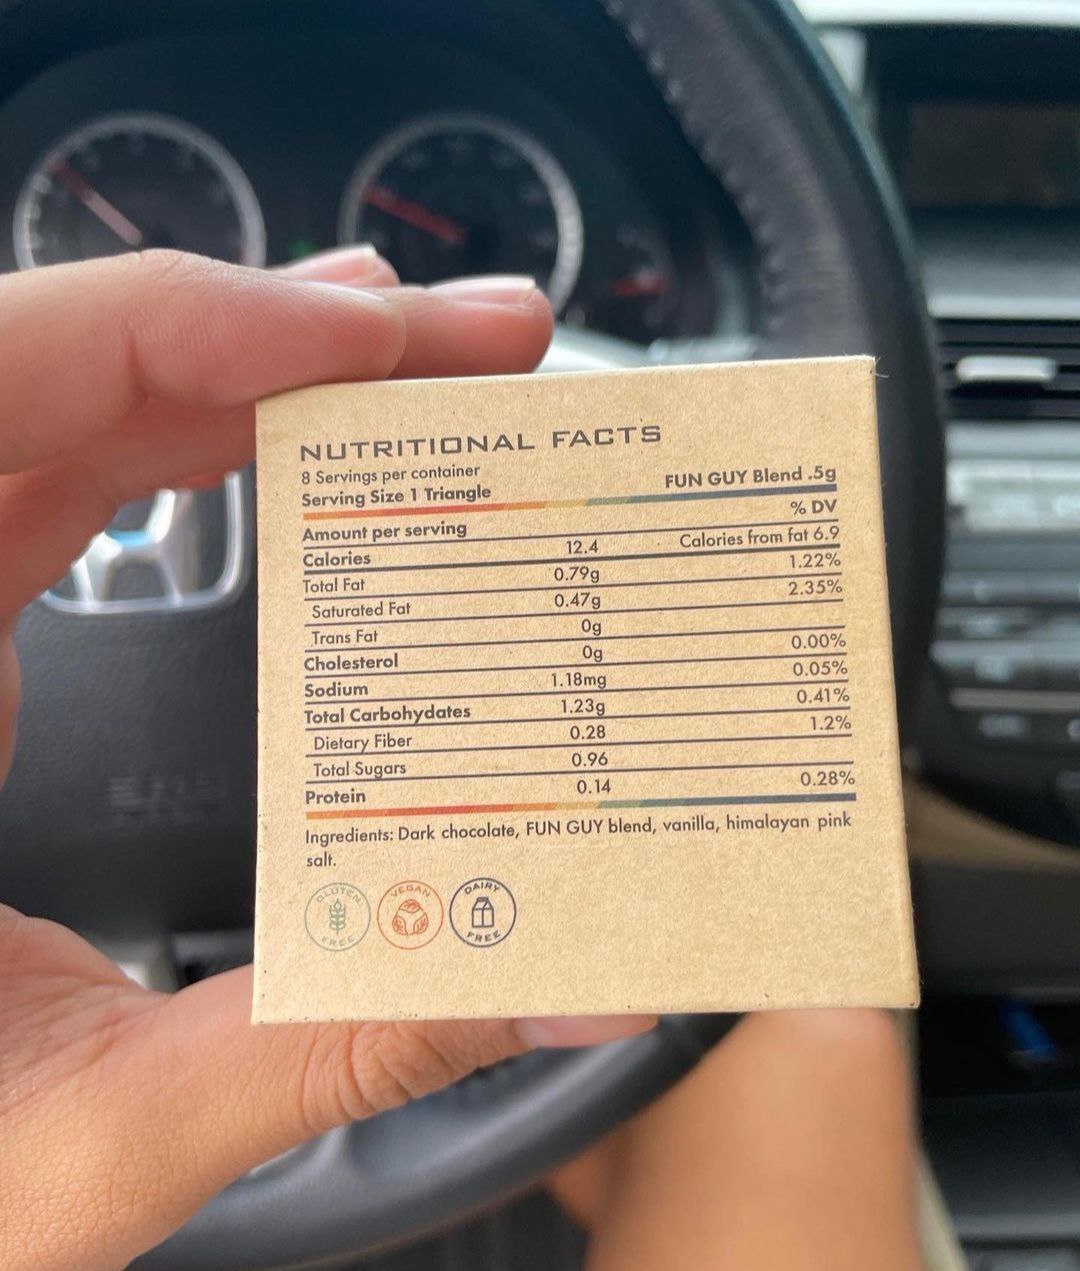 NUTRITIONAL FACTS
8 Servings per container
Serving Size 1 Triangle
FUN GUY Blend .5g
Amount per serving
% DV
Calories 12.4 Calories from fat 6.9
Total Fat 0.79g 1.22%
Saturated Fat 0.47g 2.35%
Trans Fat 0g
Cholesterol 0g 0.00%
Sodium 1.18mg 0.05%
Total Carbohydrates 1.23g 0.41%
Dietary Fiber 0.28 1.2%
Total Sugars 0.96
Protein 0.14 0.28%
Ingredients: Dark chocolate, FUN GUY blend, vanilla, himalayan pink
salt.
GLUTEN FREE
VEGAN
DAIRY FREE